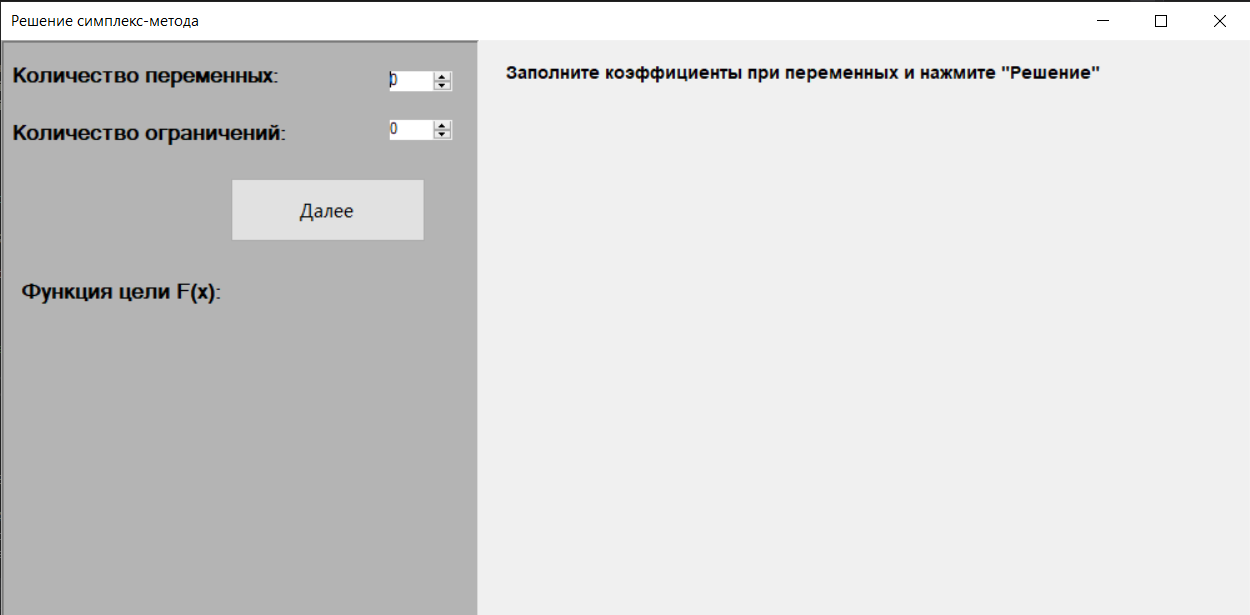 Решение симплекс-метода
Количество переменных:
0
Количество ограничений:
0
Далее
Функция цели F(x):
Заполните коэффициенты при переменных и нажмите "Решение"